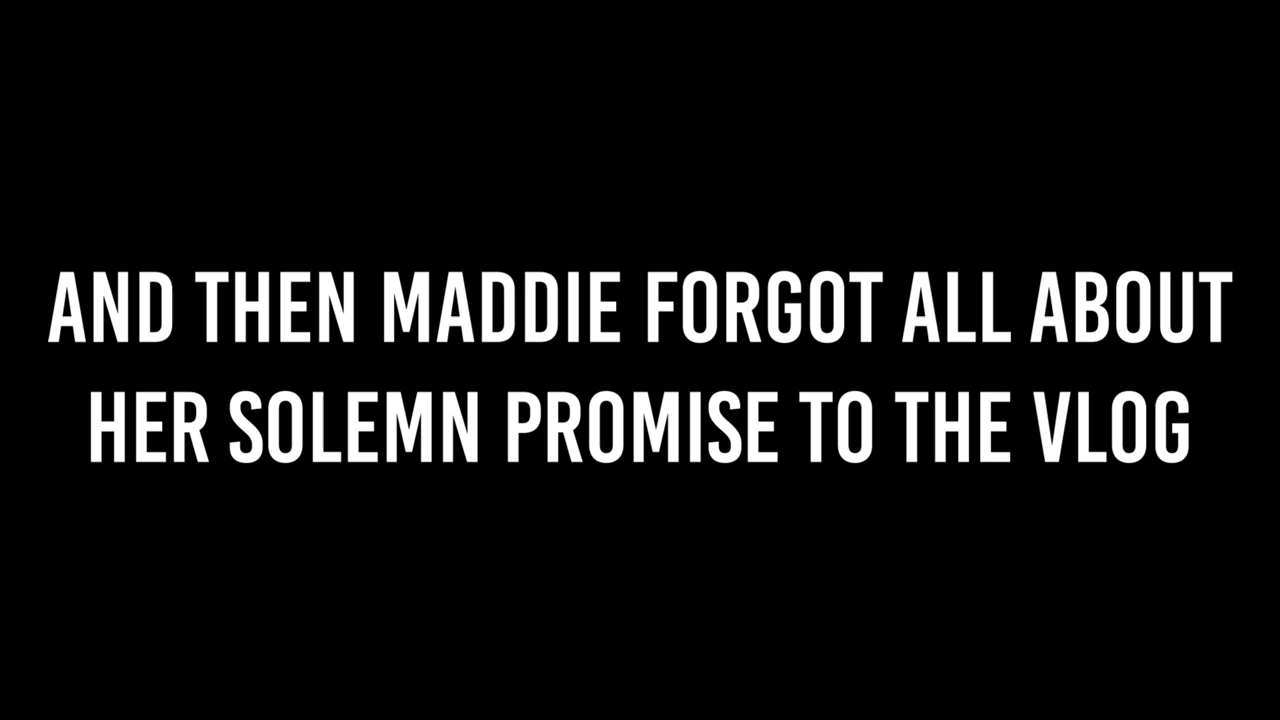 AND THEN MADDIE FORGOT ALL ABOUT
HER SOLEMN PROMISE TO THE VLOG